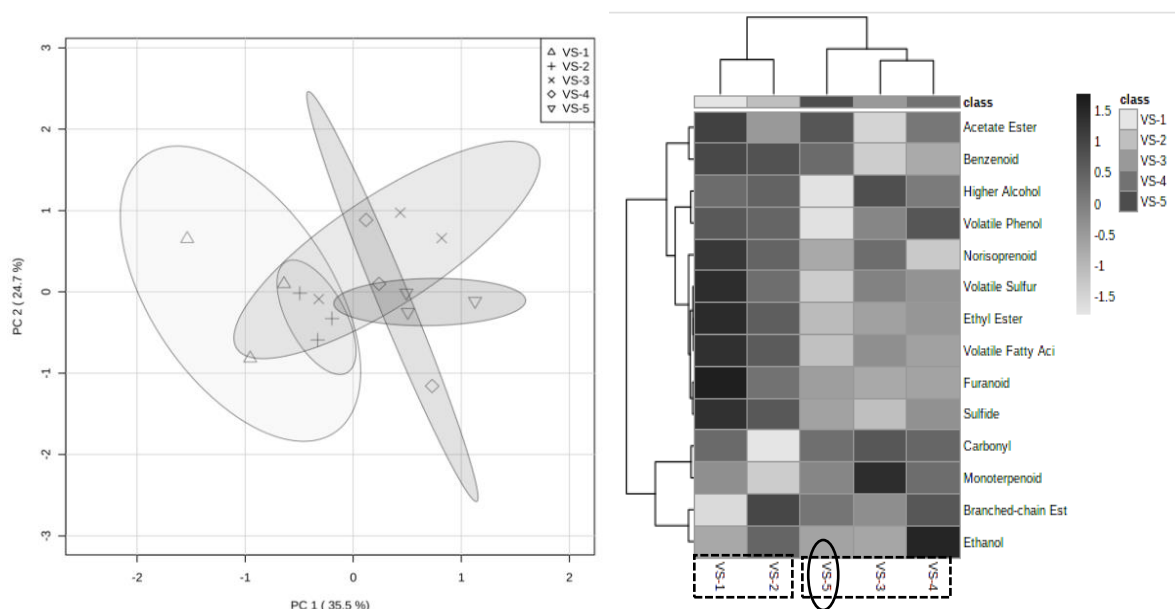 3
2
1
0
-1
-2
-3
PC 2 ( 24.7 %)
-2
-1
0
1
2
PC 1 ( 35.5 %)
VS-1
VS-2
VS-3
VS-4
VS-5
class
Acetate Ester
Benzenoid
Higher Alcohol
Volatile Phenol
Norisoprenoid
Volatile Sulfur
Ethyl Ester
Volatile Fatty Aci
Furanoid
Sulfide
Carbonyl
Monoterpenoid
Branched-chain Est
Ethanol
VS-1
VS-2
VS-5
VS-3
VS-4
1.5
1
0.5
0
-0.5
-1
-1.5
class
VS-1
VS-2
VS-3
VS-4
VS-5